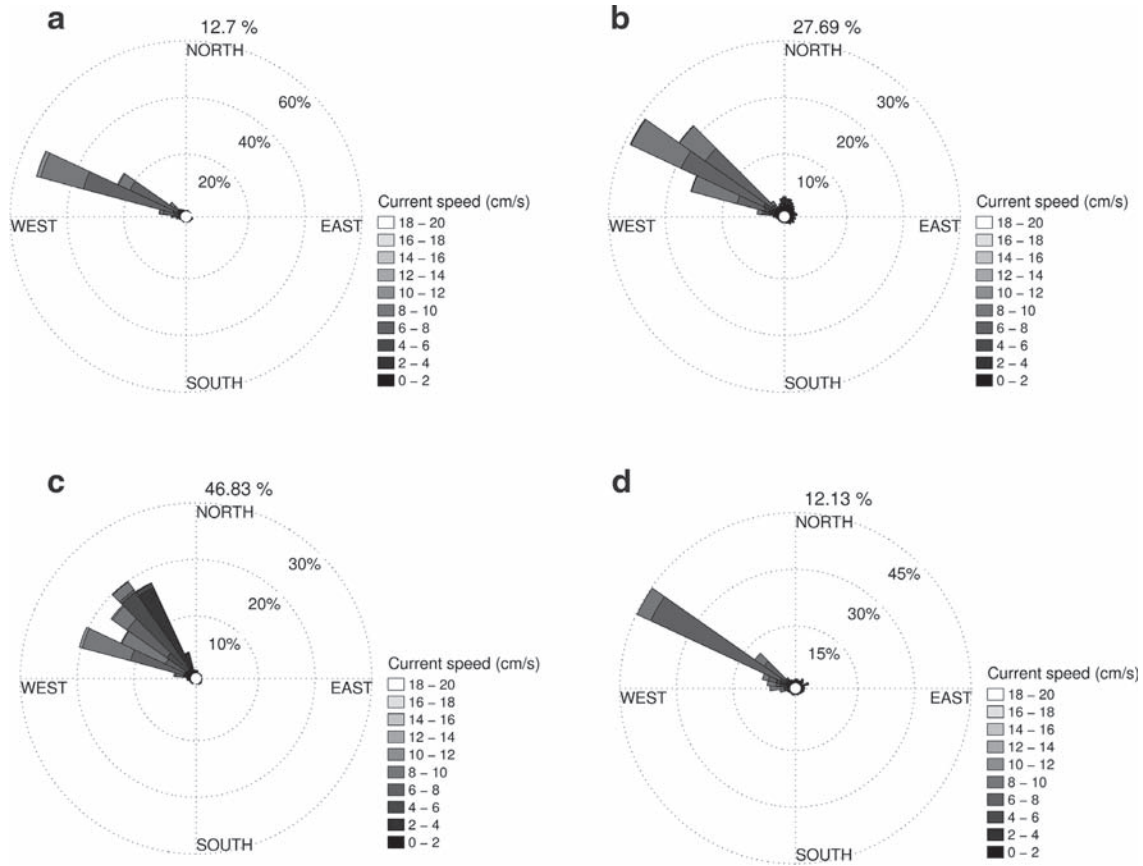 a
12.7 %
NORTH
60%
40%
20%
WEST
EAST
SOUTH
Current speed (cm/s)
18 – 20
16 – 18
14 – 16
12 – 14
10 – 12
8 – 10
6 – 8
4 – 6
2 – 4
0 – 2
b
27.69 %
NORTH
30%
20%
10%
WEST
EAST
SOUTH
Current speed (cm/s)
18 – 20
16 – 18
14 – 16
12 – 14
10 – 12
8 – 10
6 – 8
4 – 6
2 – 4
0 – 2
c
46.83 %
NORTH
30%
20%
10%
WEST
EAST
SOUTH
Current speed (cm/s)
18 – 20
16 – 18
14 – 16
12 – 14
10 – 12
8 – 10
6 – 8
4 – 6
2 – 4
0 – 2
d
12.13 %
NORTH
45%
30%
15%
WEST
EAST
SOUTH
Current speed (cm/s)
18 – 20
16 – 18
14 – 16
12 – 14
10 – 12
8 – 10
6 – 8
4 – 6
2 – 4
0 – 2